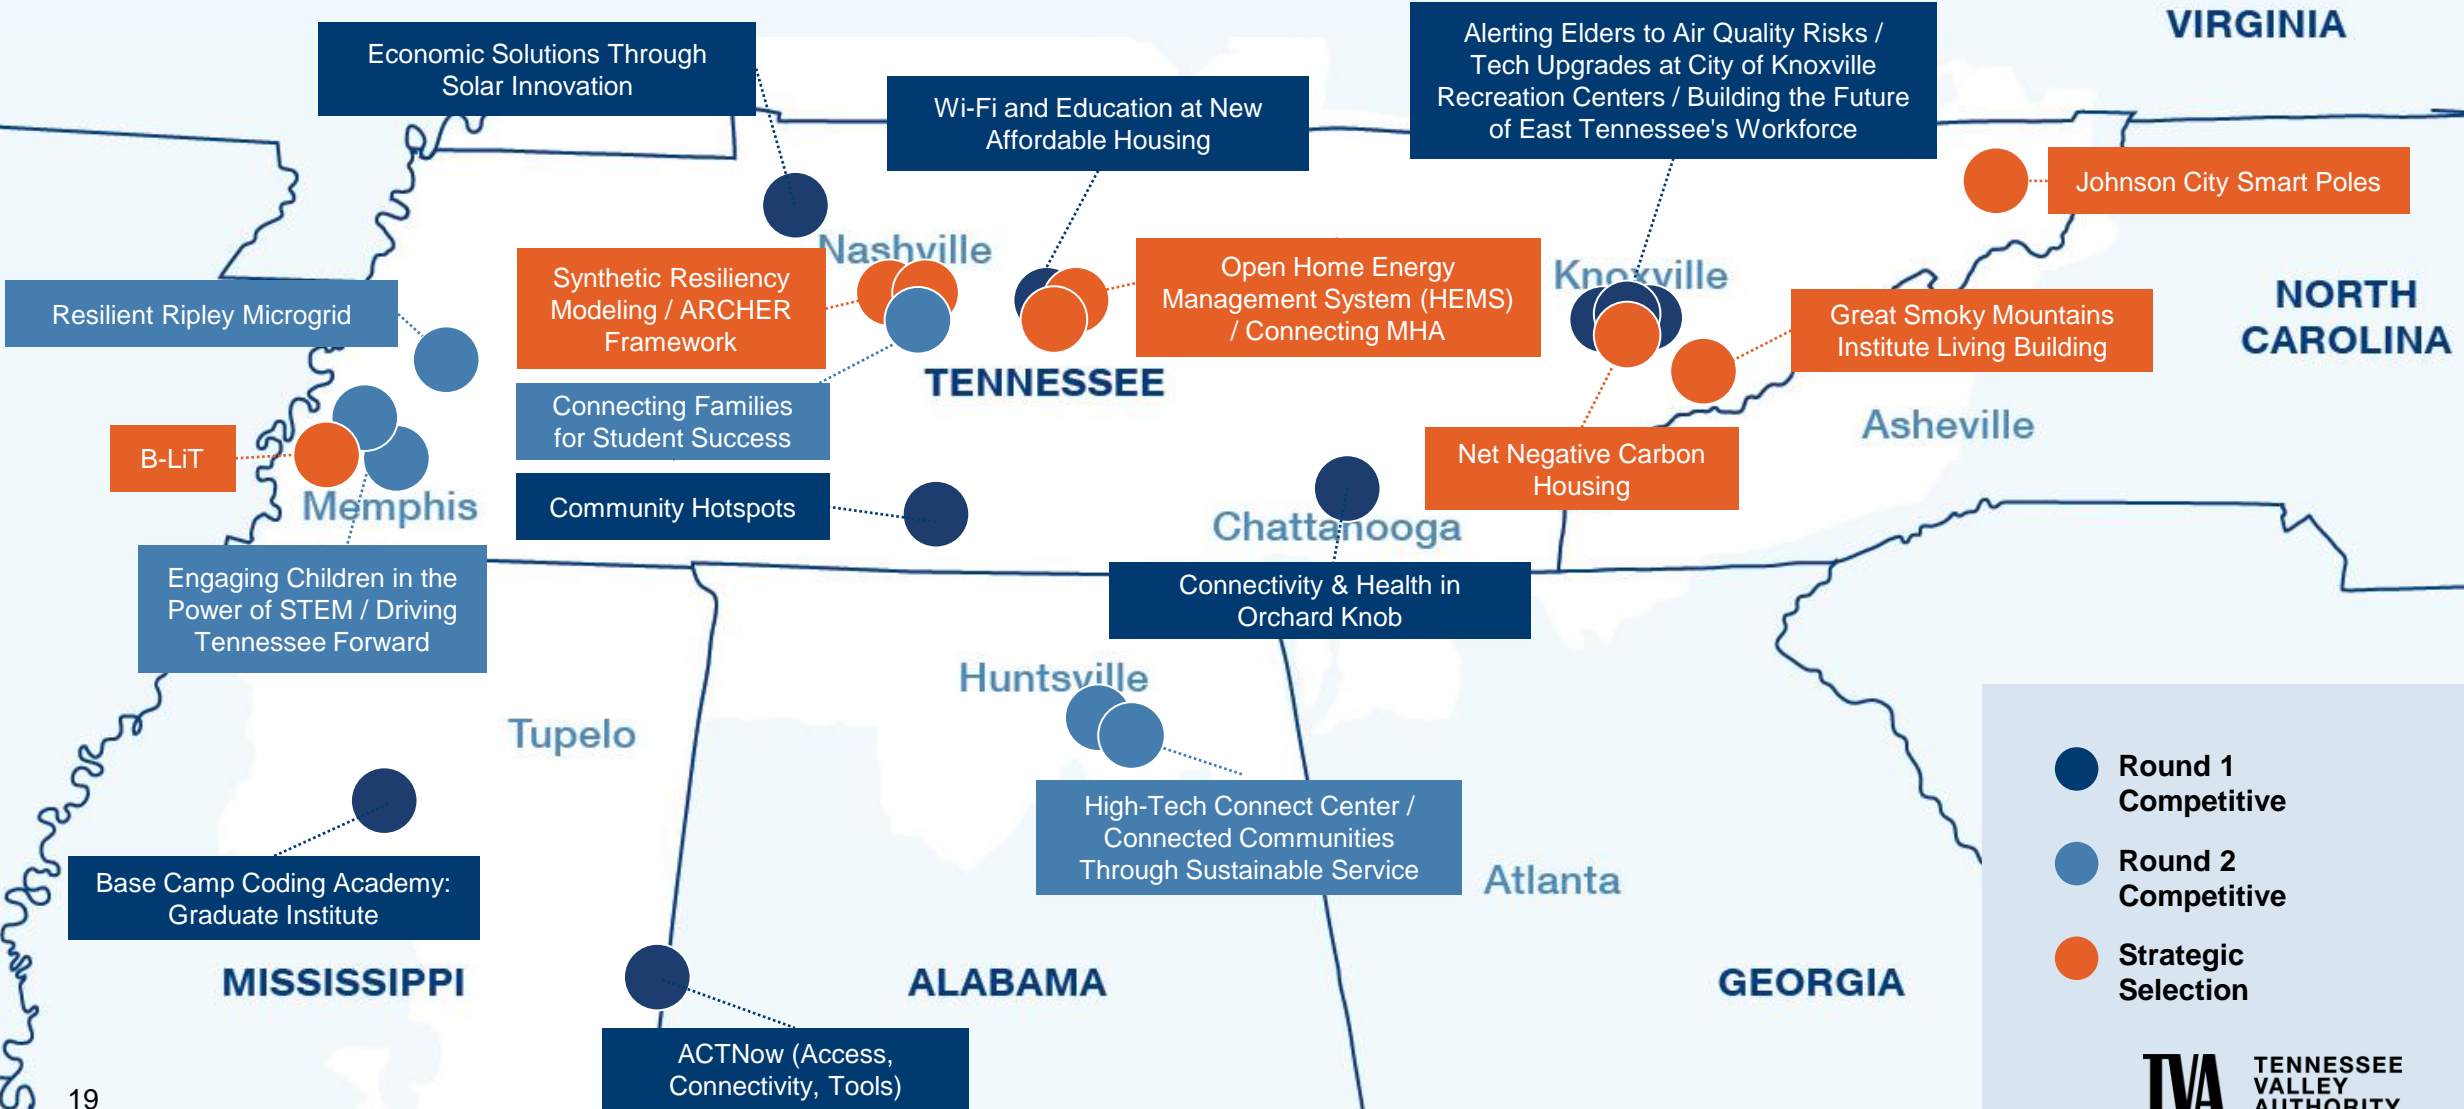 Economic Solutions Through
Solar Innovation
Wi-Fi and Education at New
Affordable Housing
Alerting Elders to Air Quality Risks /
Tech Upgrades at City of Knoxville
Recreation Centers / Building the Future
of East Tennessee's Workforce
VIRGINIA
Johnson City Smart Poles
Nashville
Synthetic Resiliency
Modeling / ARCHER
Framework
Open Home Energy
Management System (HEMS)
/ Connecting MHA
Knoxville
Great Smoky Mountains
Institute Living Building
NORTH
CAROLINA
Resilient Ripley Microgrid
TENNESSEE
Connecting Families
for Student Success
Asheville
B-LiT
Memphis
Community Hotspots
Net Negative Carbon
Housing
Chattanooga
Engaging Children in the
Power of STEM / Driving
Tennessee Forward
Connectivity & Health in
Orchard Knob
Huntsville
Tupelo
High-Tech Connect Center /
Connected Communities
Through Sustainable Service
Atlanta
Base Camp Coding Academy:
Graduate Institute
MISSISSIPPI
ALABAMA
GEORGIA
ACTNow (Access,
Connectivity, Tools)
Round 1
Competitive
Round 2
Competitive
Strategic
Selection
TVA
TENNESSEE
VALLEY
AUTHORITY
19